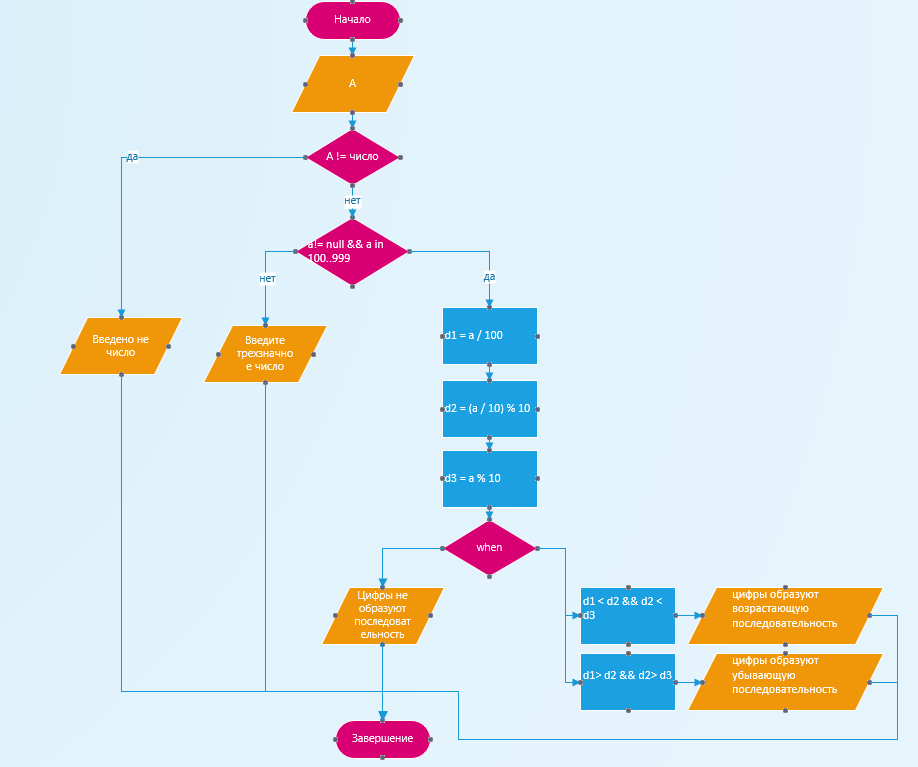 Начало
A
A != число
да
нет
a!= null && a in
100..999
нет
да
Введено не
число
Введите
трехзначно
е число
d1 = a / 100
d2 = (a / 10) % 10
d3 = a % 10
when
Цифры не
образуют
последоват
ельность
d1 < d2 && d2 <
d3
цифры образуют
возрастающую
последовательность
d1> d2 && d2> d3
цифры образуют
убывающую
последовательность
Завершение